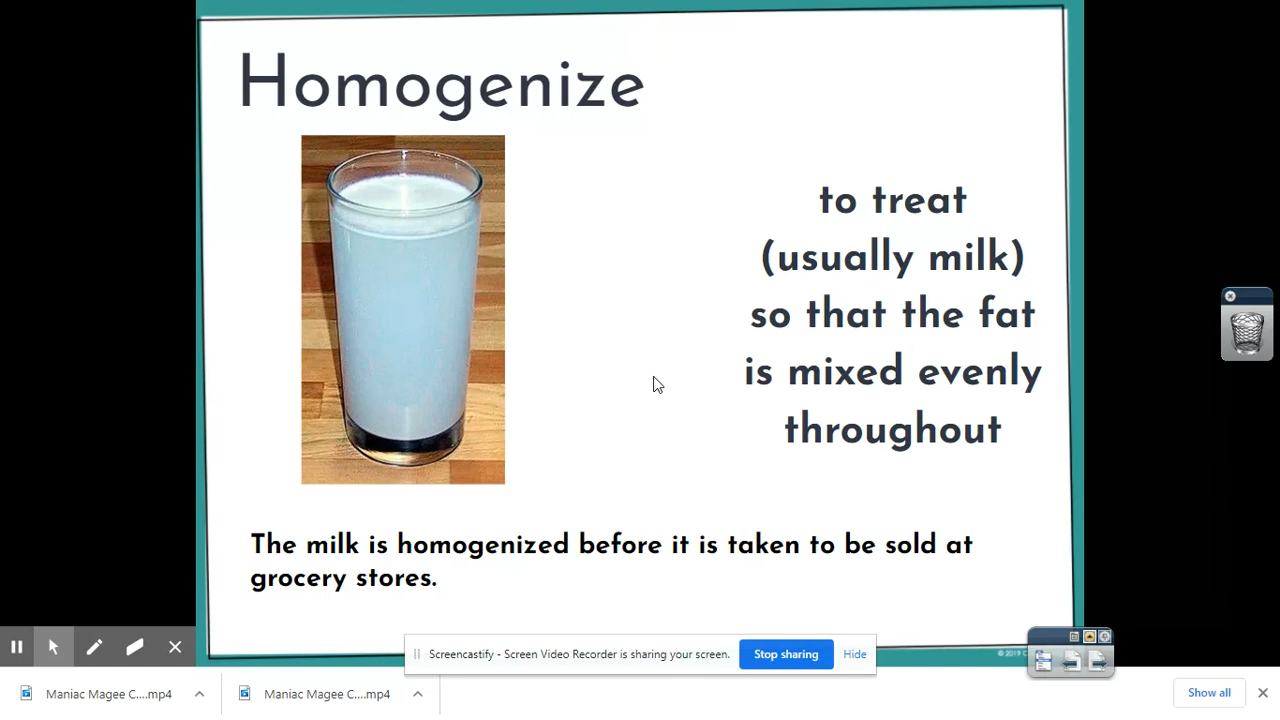 Homogenize
to treat
(usually milk)
so that the fat
is mixed evenly
throughout
The milk is homogenized before it is taken to be sold at
grocery stores.
© 2019 C
Screencastify - Screen Video Recorder is sharing your screen.
Stop sharing
Hide
Maniac Magee C....mp4
Maniac Magee C....mp4
Show all